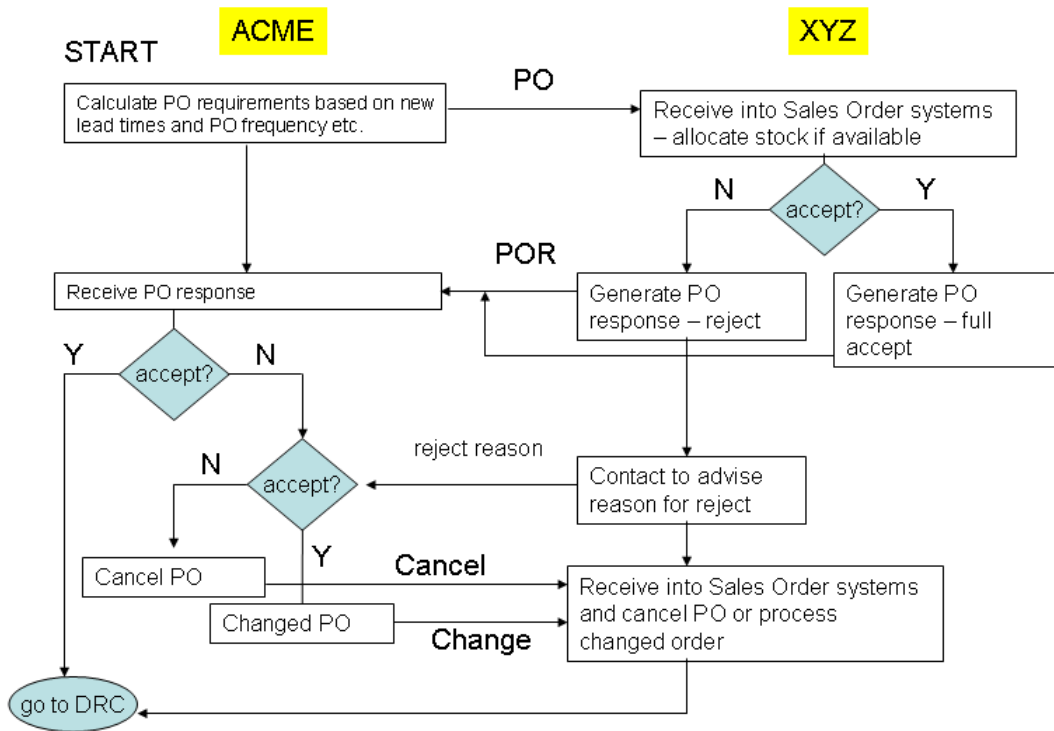 ACME
XYZ
START
PO
Calculate PO requirements based on new
lead times and PO frequency etc.
Receive into Sales Order systems
– allocate stock if available
N
accept?
Y
POR
Receive PO response
Generate PO
response – reject
Generate PO
response – full
accept
Y
accept?
N
reject reason
N
accept?
Contact to advise
reason for reject
Y
Cancel PO
Cancel
Receive into Sales Order systems
and cancel PO or process
changed order
Changed PO
Change
go to DRC